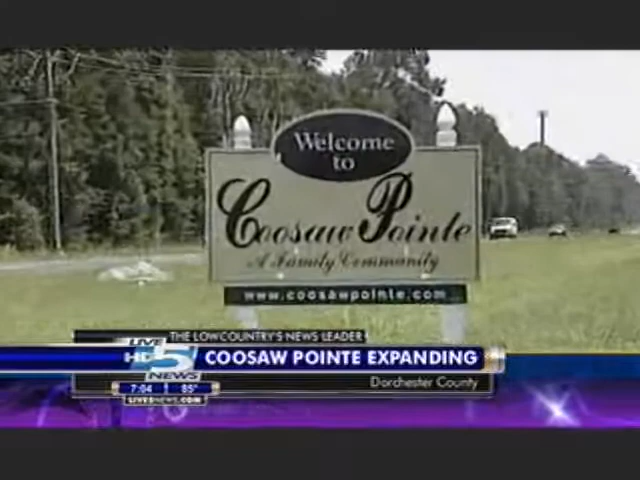 Welcome
to
Coosaw Pointe
A Family Community
www.coosawpointe.com
THE LOWCOUNTRY'S NEWS LEADER
LIVE
HD 5
NEWS
COOSAW POINTE EXPANDING
Dorchester County
7:04 85°
LIVE5NEWS.COM